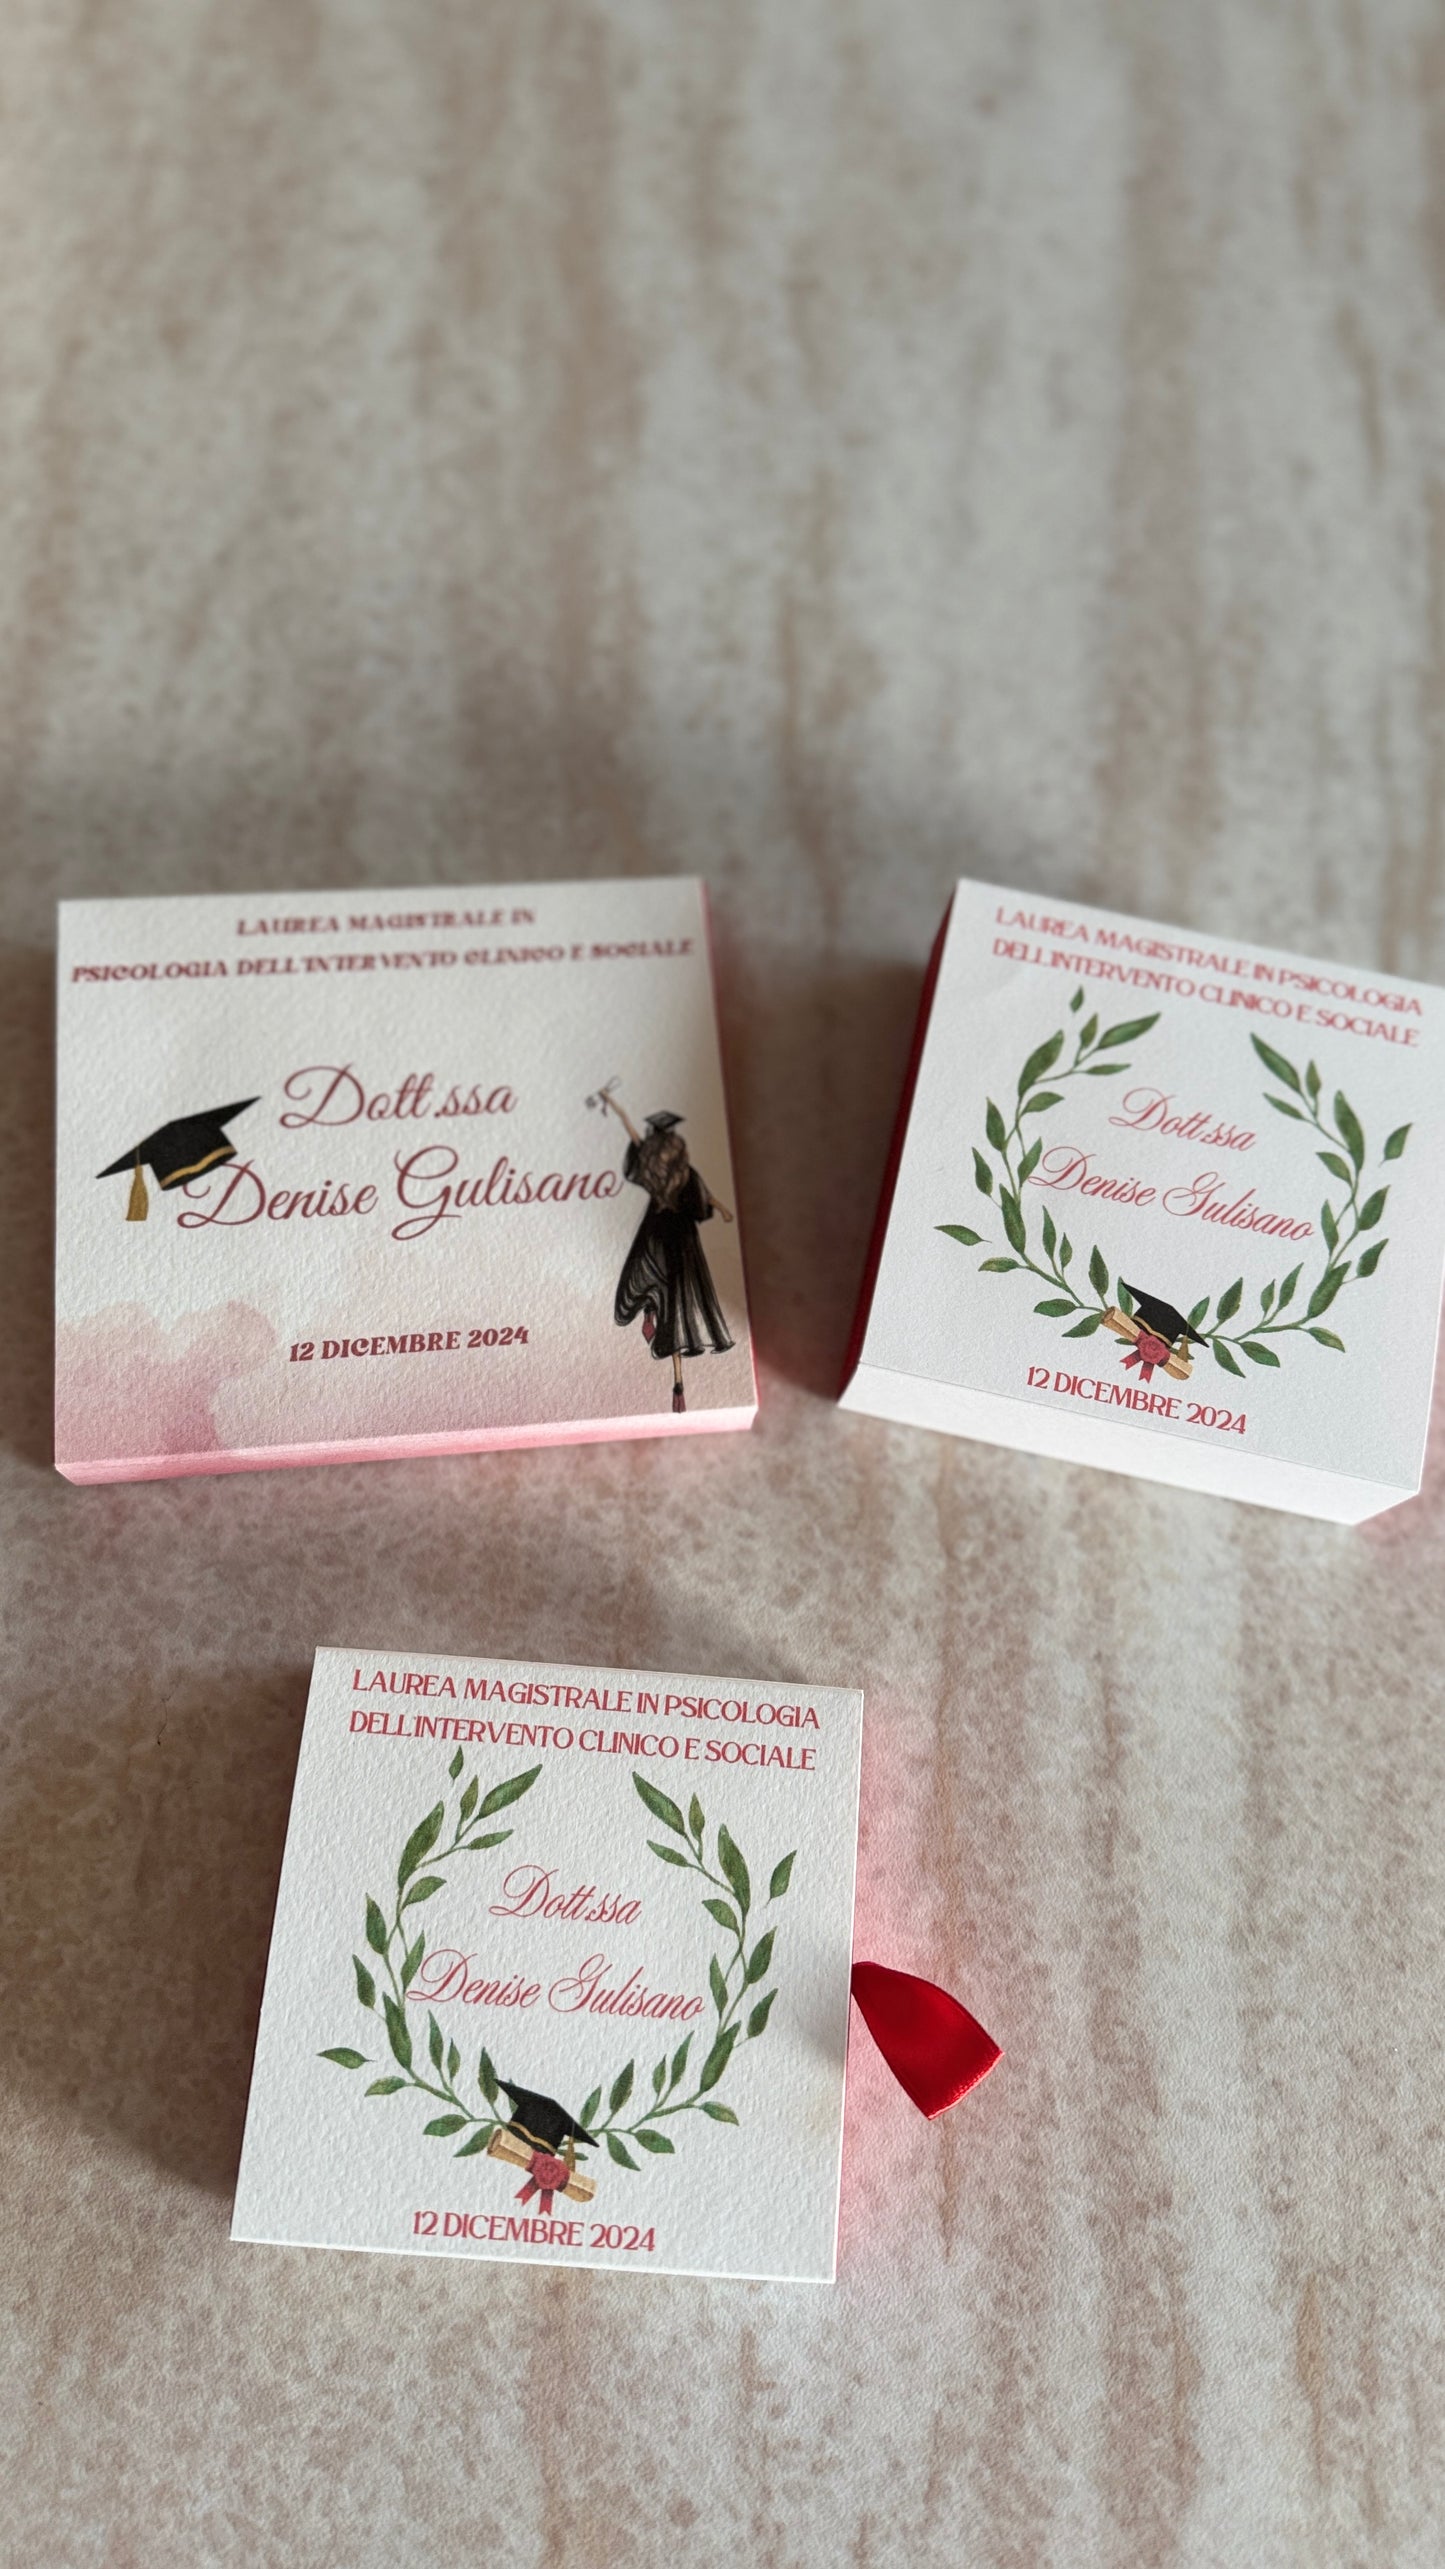 LAUREA MAGISTRALE IN
PSICOLOGIA DELL'INTERVENTO CLINICO E SOCIALE
Dott.ssa
Denise Gulisano
12 DICEMBRE 2024
LAUREA MAGISTRALE IN PSICOLOGIA
DELL'INTERVENTO CLINICO E SOCIALE
Dott.ssa
Denise Gulisano
12 DICEMBRE 2024
LAUREA MAGISTRALE IN PSICOLOGIA
DELL'INTERVENTO CLINICO E SOCIALE
Dott.ssa
Denise Gulisano
12 DICEMBRE 2024